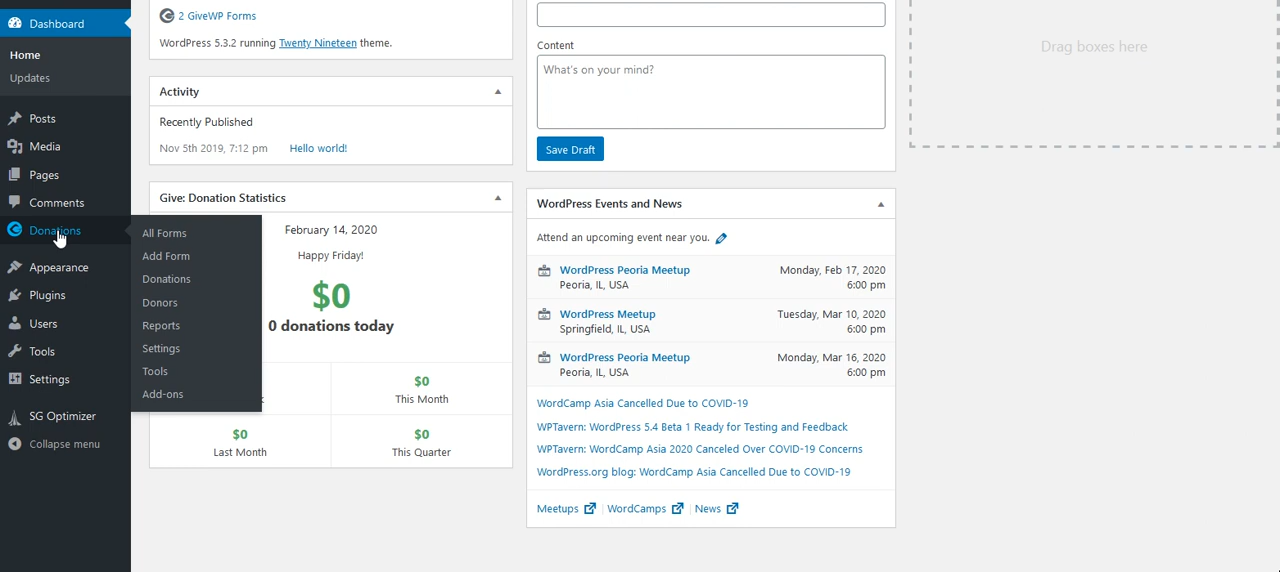 Dashboard
Home
Updates
Posts
Media
Pages
Comments
Donations
Appearance
Plugins
Users
Tools
Settings
SG Optimizer
Collapse menu
All Forms
Add Form
Donations
Donors
Reports
Settings
Tools
Add-ons
2 GiveWP Forms
WordPress 5.3.2 running Twenty Nineteen theme.
Activity
Recently Published
Nov 5th 2019, 7:12 pm Hello world!
Give: Donation Statistics
February 14, 2020
Happy Friday!
$0
0 donations today
$0
This Month
$0
Last Month
$0
This Quarter
Content
What's on your mind?
Save Draft
WordPress Events and News
Attend an upcoming event near you.
WordPress Peoria Meetup Monday, Feb 17, 2020
Peoria, IL, USA 6:00 pm
WordPress Meetup Tuesday, Mar 10, 2020
Springfield, IL, USA 6:00 pm
WordPress Peoria Meetup Monday, Mar 16, 2020
Peoria, IL, USA 6:00 pm
WordCamp Asia Cancelled Due to COVID-19
WPTavern: WordPress 5.4 Beta 1 Ready for Testing and Feedback
WPTavern: WordCamp Asia 2020 Canceled Over COVID-19 Concerns
WordPress.org blog: WordCamp Asia Cancelled Due to COVID-19
Meetups | WordCamps | News
Drag boxes here